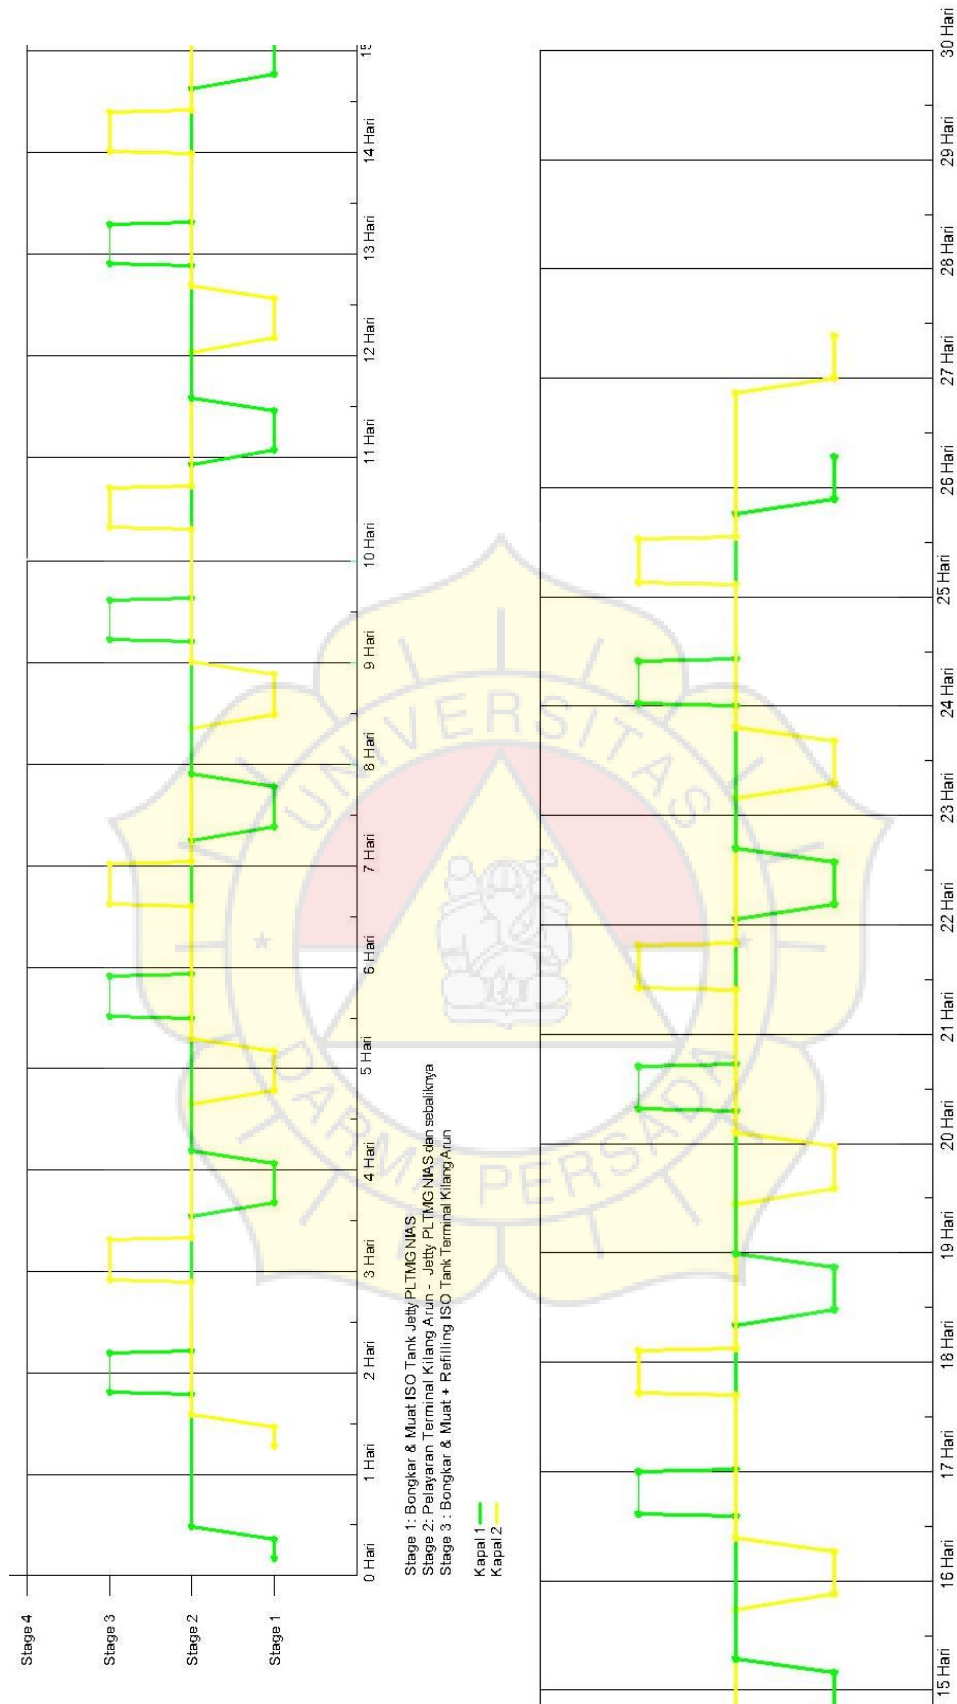 Stage 4
Stage 3
Stage 2
Stage 1
0 Hari
1 Hari
2 Hari
3 Hari
4 Hari
5 Hari
6 Hari
7 Hari
8 Hari
9 Hari
10 Hari
11 Hari
12 Hari
13 Hari
14 Hari
15
Stage 1: Bongkar & Muat ISO Tank Jetty PLTMG NIAS
Stage 2: Pelayaran Terminal Kilang Arun - Jetty PLTMG NIAS dan sebaliknya
Stage 3 : Bongkar & Muat + Refilling ISO Tank Terminal Kilang Arun
Kapal 1
Kapal 2
15 Hari
16 Hari
17 Hari
18 Hari
19 Hari
20 Hari
21 Hari
22 Hari
23 Hari
24 Hari
25 Hari
26 Hari
27 Hari
28 Hari
29 Hari
30 Hari
UNIVERSITAS
DARMA PERSADA